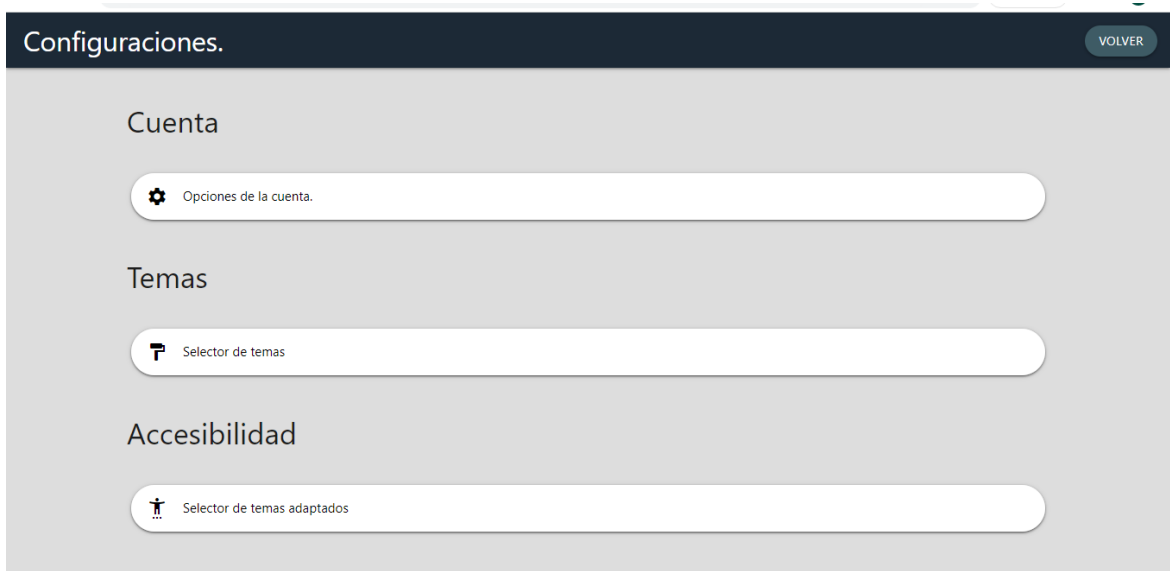 Configuraciones.
VOLVER
Cuenta
Opciones de la cuenta.
Temas
Selector de temas
Accesibilidad
Selector de temas adaptados